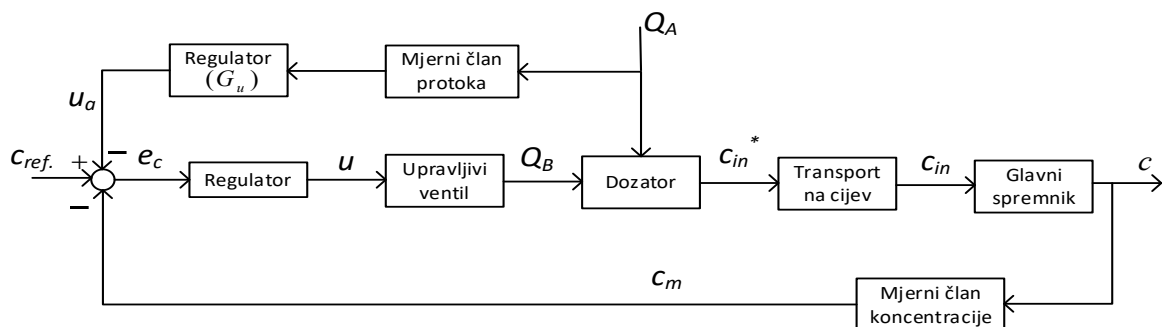 Q_A
Regulator
(G_u)
Mjerni član
protoka
u_a
c_ref.
+
−
−
e_c
Regulator
u
Upravljivi
ventil
Q_B
Dozator
c_in*
Transport
na cijev
c_in
Glavni
spremnik
c
c_m
Mjerni član
koncentracije